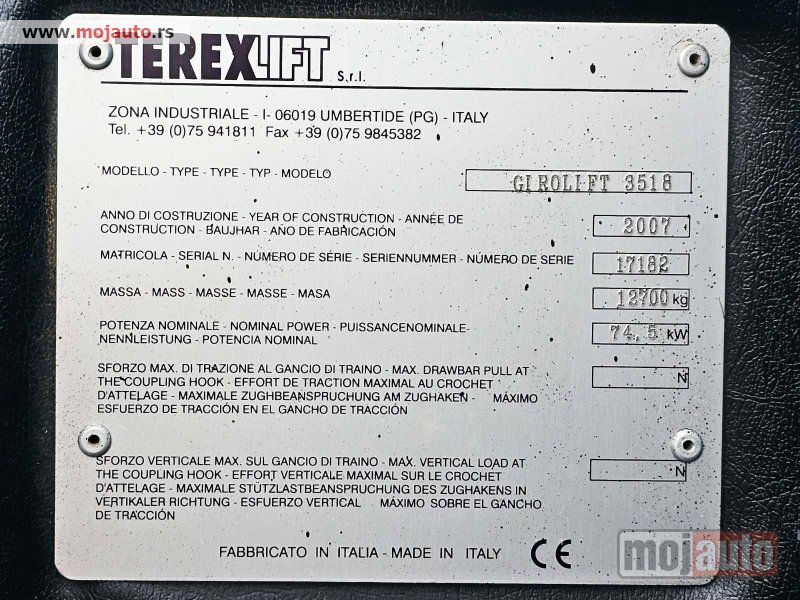 www.mojauto.rs
TEREXLIFT S.r.l.
ZONA INDUSTRIALE - I- 06019 UMBERTIDE (PG) - ITALY
Tel. +39 (0)75 941811 Fax +39 (0)75 9845382
MODELLO - TYPE - TYPE - TYP - MODELO
GIROLIFT 3518
ANNO DI COSTRUZIONE - YEAR OF CONSTRUCTION - ANNÉE DE
CONSTRUCTION - BAUJHAR - AÑO DE FABRICACIÓN
2007
MATRICOLA - SERIAL N. - NUMÉRO DE SÉRIE - SERIENNUMMER - NÚMERO DE SERIE
17182
MASSA - MASS - MASSE - MASSE - MASA
12700 kg
POTENZA NOMINALE - NOMINAL POWER - PUISSANCENOMINALE-
NENNLEISTUNG - POTENCIA NOMINAL
74,5 kW
SFORZO MAX. DI TRAZIONE AL GANCIO DI TRAINO - MAX. DRAWBAR PULL AT
THE COUPLING HOOK - EFFORT DE TRACTION MAXIMAL AU CROCHET
D'ATTELAGE - MAXIMALE ZUGHBEANSPRUCHUNG AM ZUGHAKEN - MÁXIMO
ESFUERZO DE TRACCIÓN EN EL GANCHO DE TRACCIÓN
N
SFORZO VERTICALE MAX. SUL GANCIO DI TRAINO - MAX. VERTICAL LOAD AT
THE COUPLING HOOK - EFFORT VERTICALE MAXIMAL SUR LE CROCHET
D'ATTELAGE - MAXIMALE STÜTZLASTBEANSPRUCHUNG DES ZUGHAKENS IN
VERTIKALER RICHTUNG - ESFUERZO VERTICAL MÁXIMO SOBRE EL GANCHO
DE TRACCIÓN
N
FABBRICATO IN ITALIA - MADE IN ITALY CE
mojauto